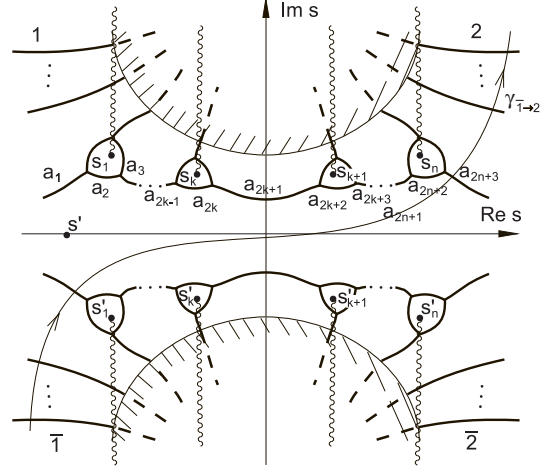 Im s
1
2
γ_{1̄→2}
s_1
s_k
s_{k+1}
s_n
a_1
a_2
a_3
a_{2k-1}
a_{2k}
a_{2k+1}
a_{2k+2}
a_{2k+3}
a_{2n+1}
a_{2n+2}
a_{2n+3}
s'
Re s
s'_1
s'_k
s'_{k+1}
s'_n
1̄
2̄